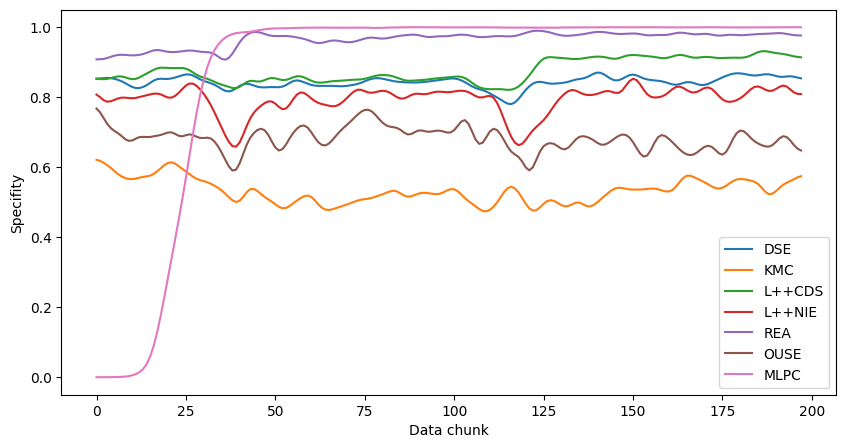 1.0
0.8
0.6
0.4
0.2
0.0
Specifity
0
25
50
75
100
125
150
175
200
Data chunk
DSE
KMC
L++CDS
L++NIE
REA
OUSE
MLPC